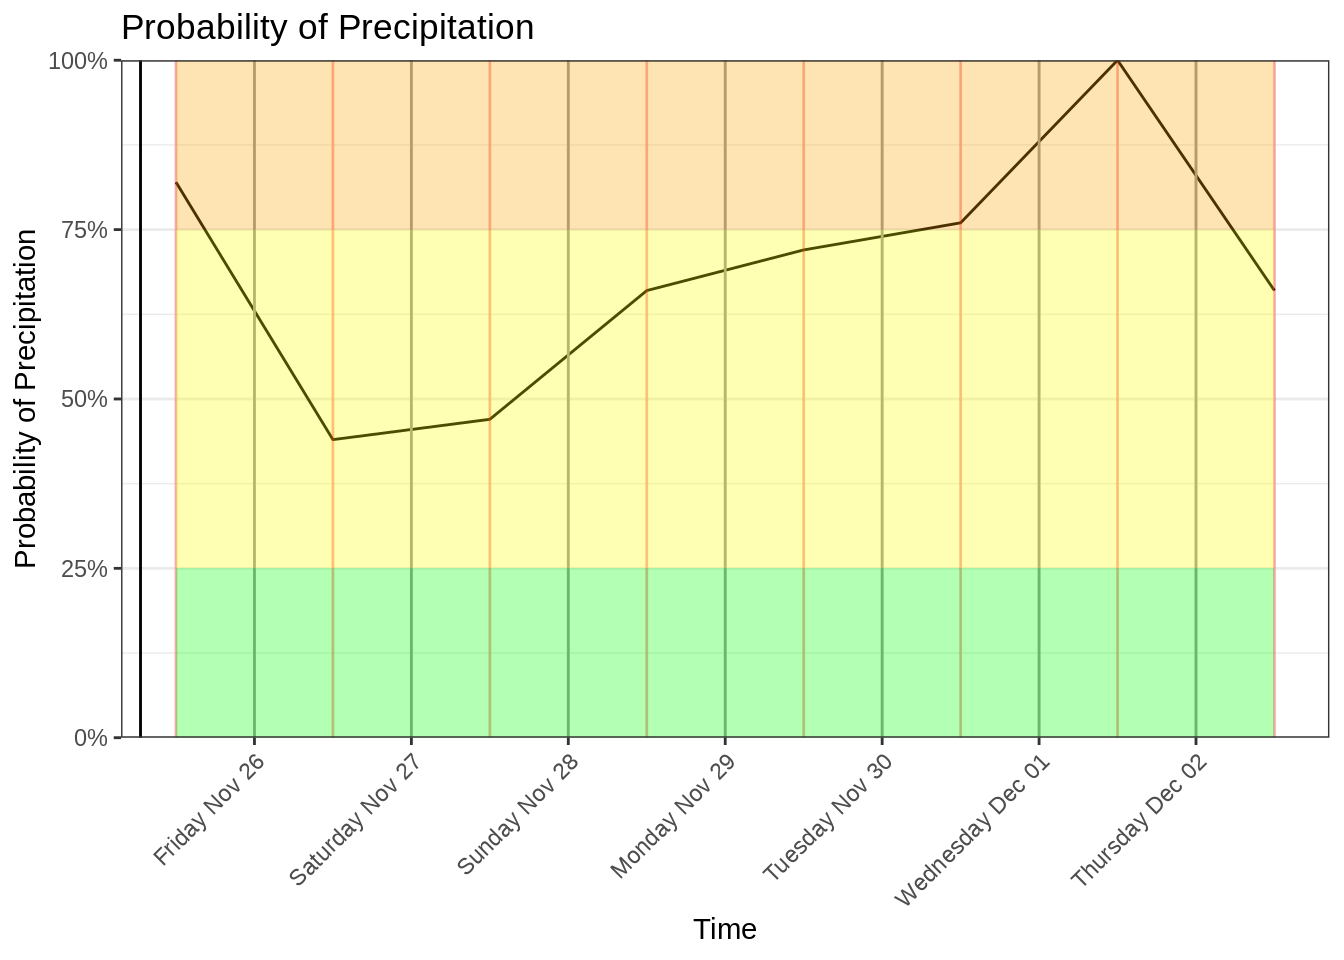 Probability of Precipitation
Probability of Precipitation
100%
75%
50%
25%
0%
Friday Nov 26
Saturday Nov 27
Sunday Nov 28
Monday Nov 29
Tuesday Nov 30
Wednesday Dec 01
Thursday Dec 02
Time